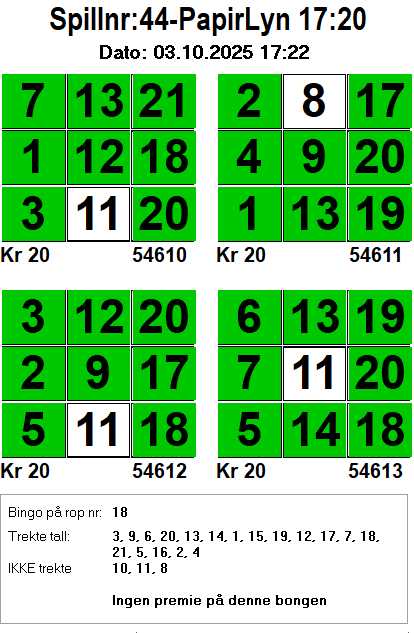 Spillnr:44-PapirLyn 17:20
Dato: 03.10.2025 17:22
7 13 21
1 12 18
3 11 20
Kr 20 54610
2 8 17
4 9 20
1 13 19
Kr 20 54611
3 12 20
2 9 17
5 11 18
Kr 20 54612
6 13 19
7 11 20
5 14 18
Kr 20 54613
Bingo på rop nr: 18
Trekte tall: 3, 9, 6, 20, 13, 14, 1, 15, 19, 12, 17, 7, 18,
21, 5, 16, 2, 4
IKKE trekte 10, 11, 8
Ingen premie på denne bongen